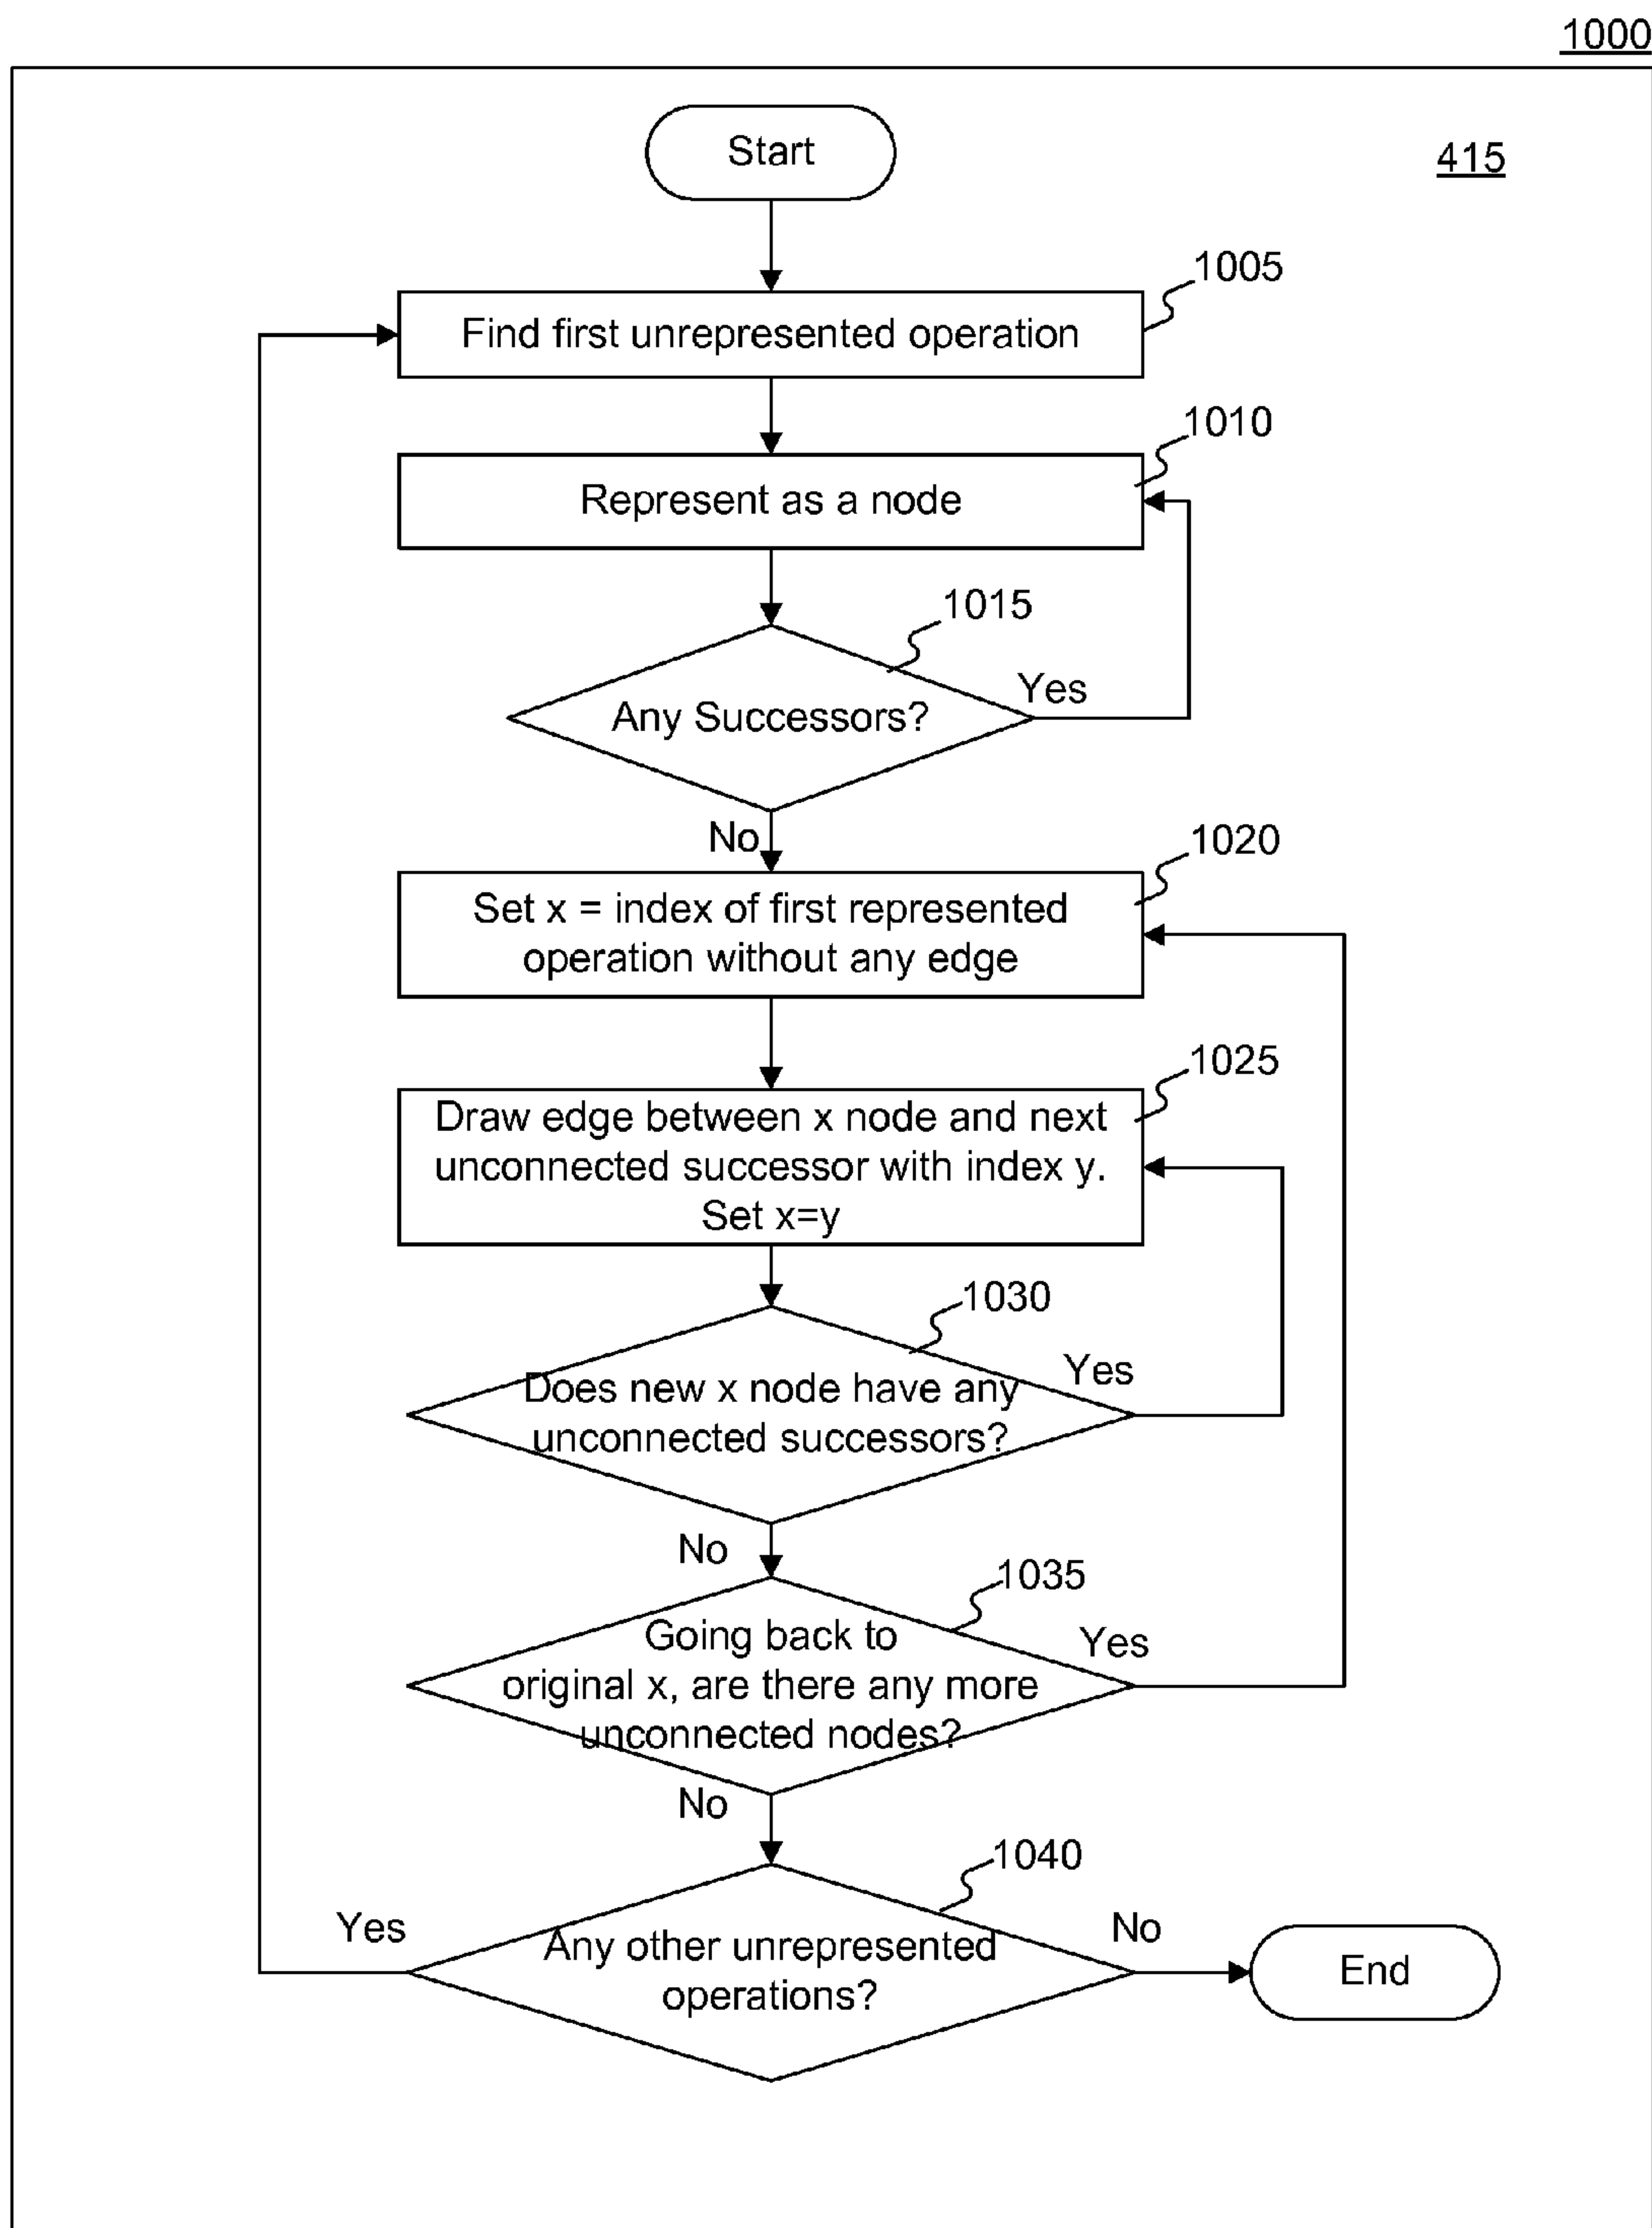 1000
Start
415
1005
Find first unrepresented operation
1010
Represent as a node
1015
Yes
Any Successors?
No
1020
Set x = index of first represented
operation without any edge
1025
Draw edge between x node and next
unconnected successor with index y.
Set x=y
1030
Yes
Does new x node have any
unconnected successors?
No
1035
Yes
Going back to
original x, are there any more
unconnected nodes?
No
1040
Yes
No
Any other unrepresented
operations?
End